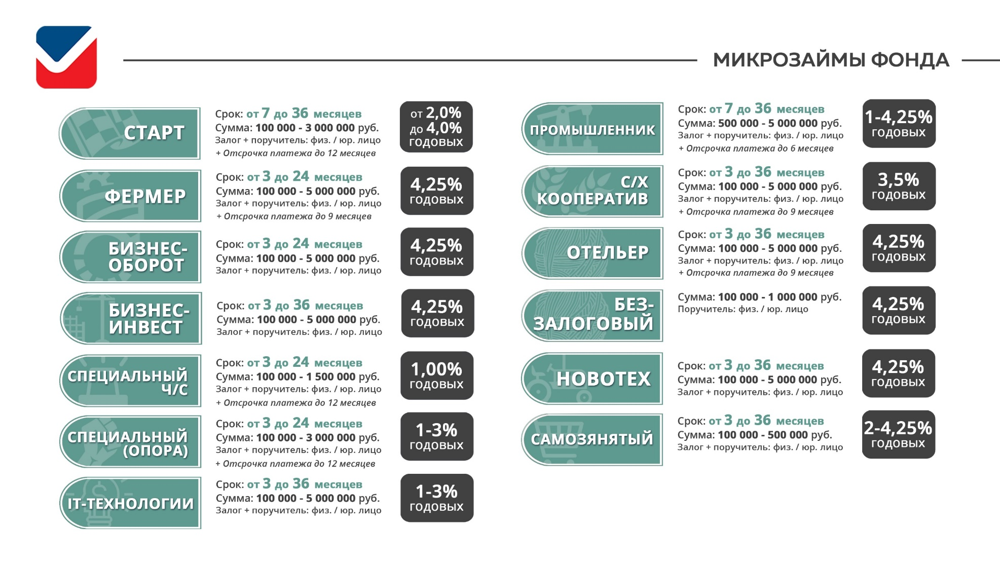 МИКРОЗАЙМЫ ФОНДА
СТАРТ
Срок: от 7 до 36 месяцев
Сумма: 100 000 - 3 000 000 руб.
Залог + поручитель: физ. / юр. лицо
+ Отсрочка платежа до 12 месяцев
от 2,0%
до 4,0%
годовых
ФЕРМЕР
Срок: от 3 до 24 месяцев
Сумма: 100 000 - 5 000 000 руб.
Залог + поручитель: физ. / юр. лицо
+ Отсрочка платежа до 9 месяцев
4,25%
годовых
БИЗНЕС-
ОБОРОТ
Срок: от 3 до 24 месяцев
Сумма: 100 000 - 5 000 000 руб.
Залог + поручитель: физ. / юр. лицо
4,25%
годовых
БИЗНЕС-
ИНВЕСТ
Срок: от 3 до 36 месяцев
Сумма: 100 000 - 5 000 000 руб.
Залог + поручитель: физ. / юр. лицо
4,25%
годовых
СПЕЦИАЛЬНЫЙ
Ч/С
Срок: от 3 до 24 месяцев
Сумма: 100 000 - 1 500 000 руб.
Залог + поручитель: физ. / юр. лицо
+ Отсрочка платежа до 12 месяцев
1,00%
годовых
СПЕЦИАЛЬНЫЙ
(ОПОРА)
Срок: от 3 до 24 месяцев
Сумма: 100 000 - 3 000 000 руб.
Залог + поручитель: физ. / юр. лицо
+ Отсрочка платежа до 12 месяцев
1-3%
годовых
IT-ТЕХНОЛОГИИ
Срок: от 3 до 36 месяцев
Сумма: 100 000 - 5 000 000 руб.
Залог + поручитель: физ. / юр. лицо
1-3%
годовых
ПРОМЫШЛЕННИК
Срок: от 7 до 36 месяцев
Сумма: 500 000 - 5 000 000 руб.
Залог + поручитель: физ. / юр. лицо
+ Отсрочка платежа до 6 месяцев
1-4,25%
годовых
С/Х
КООПЕРАТИВ
Срок: от 3 до 36 месяцев
Сумма: 100 000 - 5 000 000 руб.
Залог + поручитель: физ. / юр. лицо
+ Отсрочка платежа до 9 месяцев
3,5%
годовых
ОТЕЛЬЕР
Срок: от 3 до 36 месяцев
Сумма: 100 000 - 5 000 000 руб.
Залог + поручитель: физ. / юр. лицо
+ Отсрочка платежа до 9 месяцев
4,25%
годовых
БЕЗ-
ЗАЛОГОВЫЙ
Сумма: 100 000 - 1 000 000 руб.
Поручитель: физ. / юр. лицо
4,25%
годовых
НОВОТЕХ
Срок: от 3 до 36 месяцев
Сумма: 100 000 - 5 000 000 руб.
Залог + поручитель: физ. / юр. лицо
4,25%
годовых
САМОЗЯНЯТЫЙ
Срок: от 3 до 36 месяцев
Сумма: 100 000 - 500 000 руб.
Залог + поручитель: физ. / юр. лицо
2-4,25%
годовых